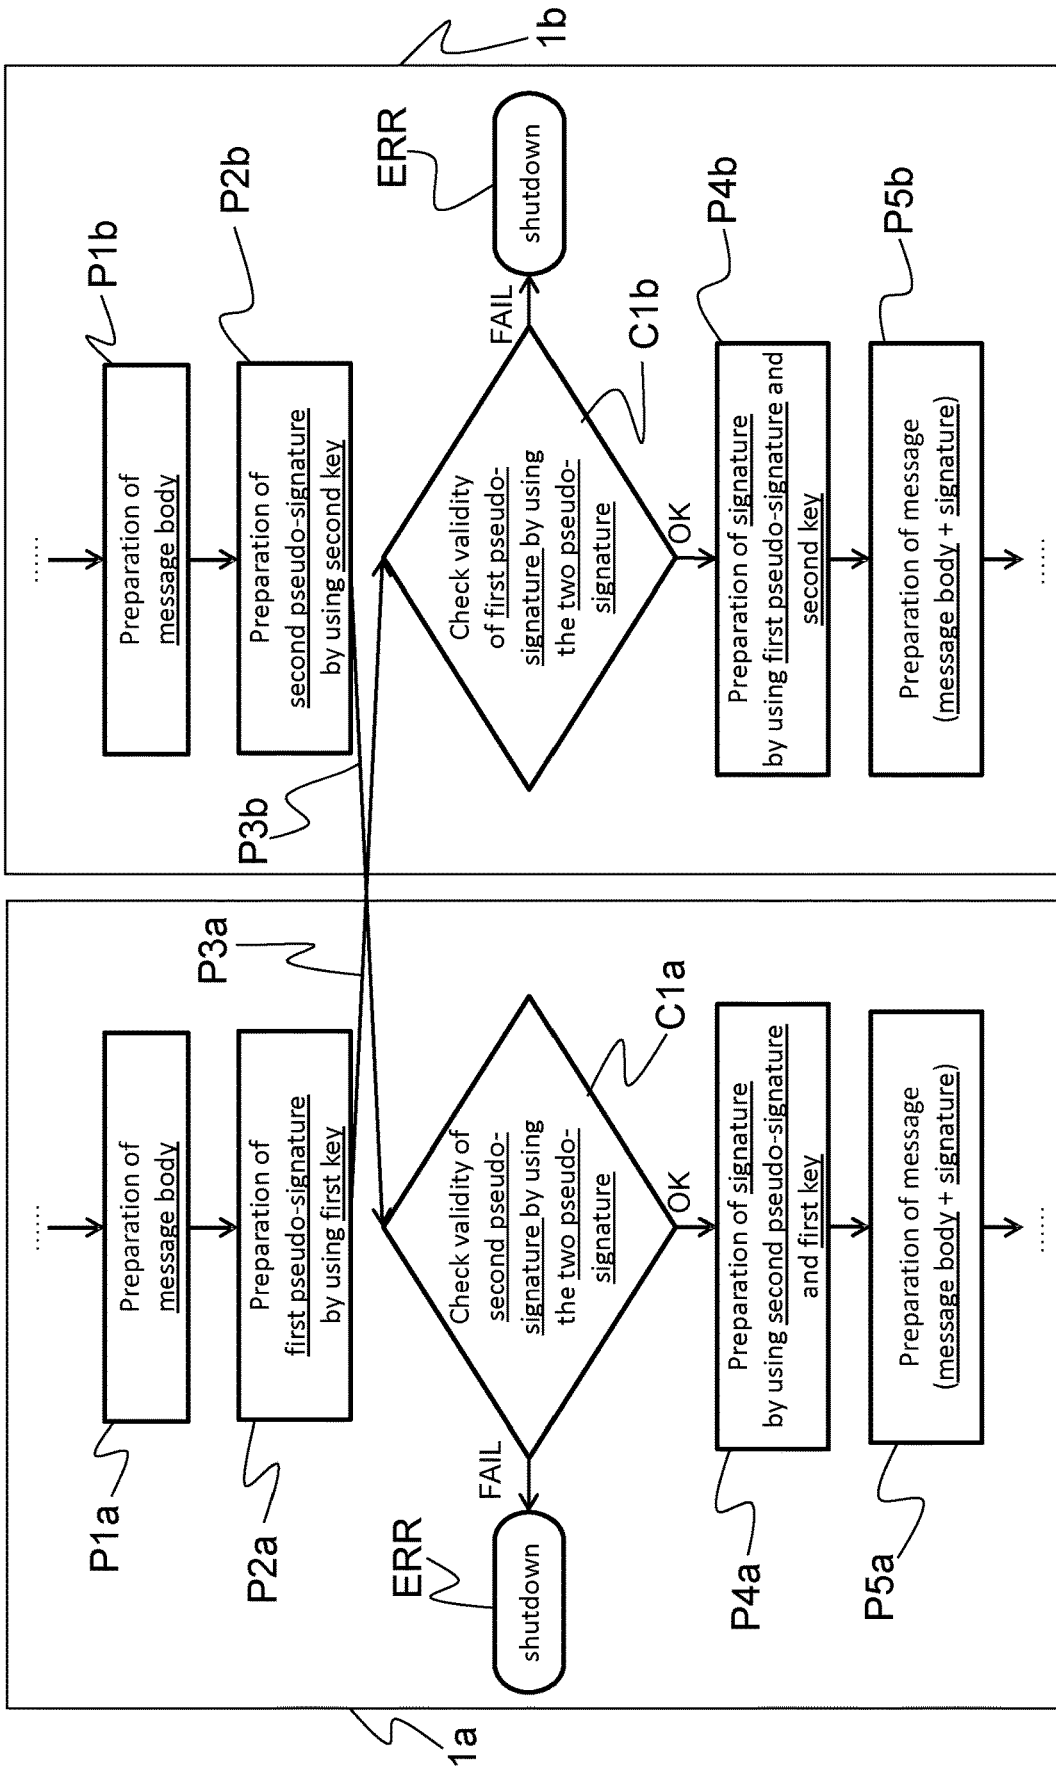 1a
1b
......
P1a
Preparation of
message body
P2a
Preparation of
first pseudo-signature
by using first key
P3a
ERR
shutdown
FAIL
Check validity of
second pseudo-
signature by using
the two pseudo-
signature
C1a
OK
P4a
Preparation of signature
by using second pseudo-signature
and first key
P5a
Preparation of message
(message body + signature)
......
......
P1b
Preparation of
message body
P2b
Preparation of
second pseudo-signature
by using second key
P3b
ERR
shutdown
FAIL
Check validity
of first pseudo-
signature by using
the two pseudo-
signature
C1b
OK
P4b
Preparation of signature
by using first pseudo-signature and
second key
P5b
Preparation of message
(message body + signature)
......